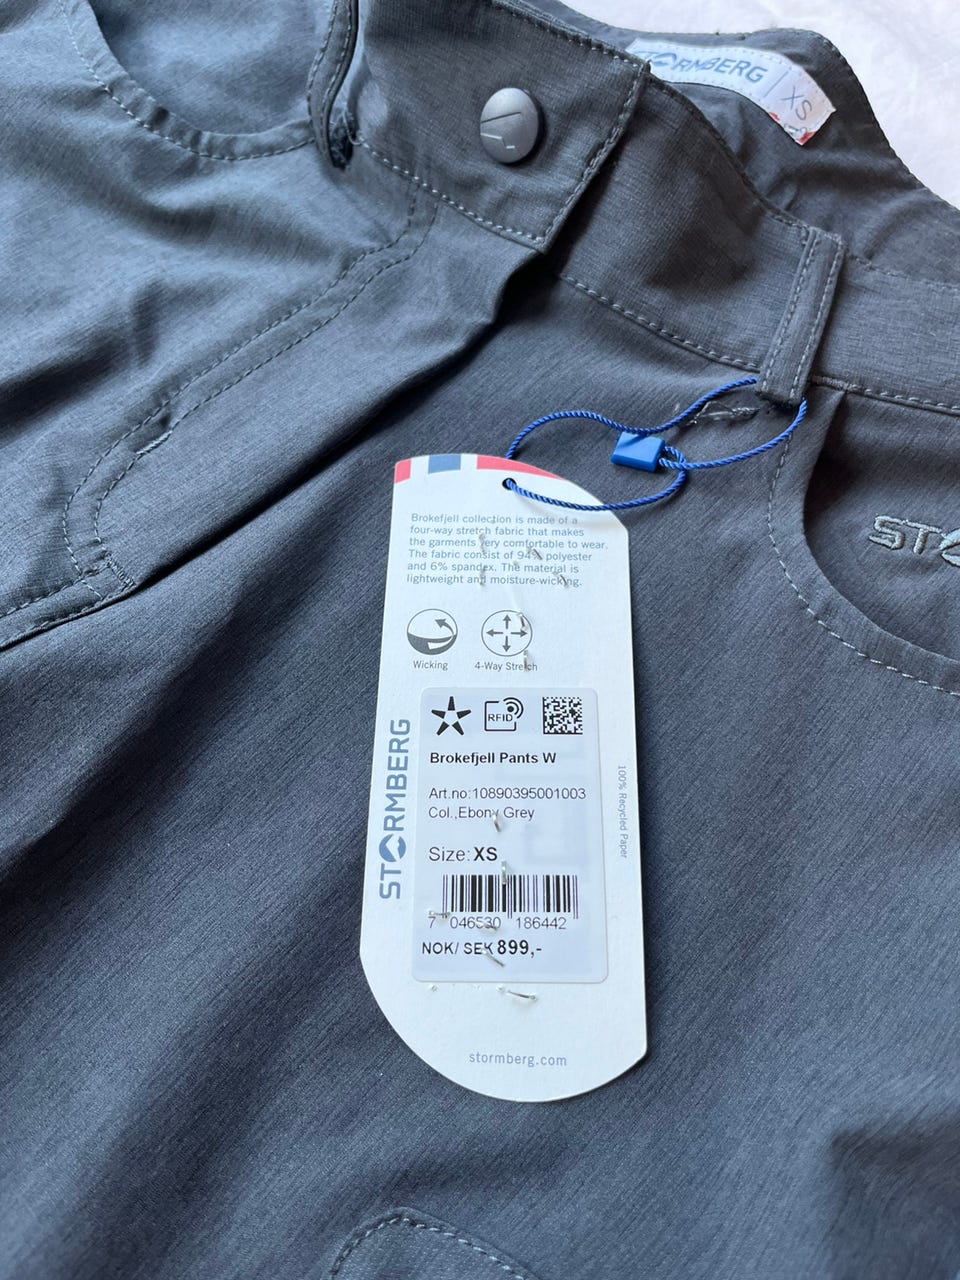 STORMBERG
XS
Brokefjell collection is made of a
four-way stretch fabric that makes
the garments very comfortable to wear.
The fabric consist of 94% polyester
and 6% spandex. The material is
lightweight and moisture-wicking.
Wicking
4-Way Stretch
RFID
Brokefjell Pants W
Art.no:10890395001003
Col.,Ebony Grey
Size: XS
7 046530 186442
NOK/ SEK 899,-
STORMBERG
100% Recycled Paper
stormberg.com
ST